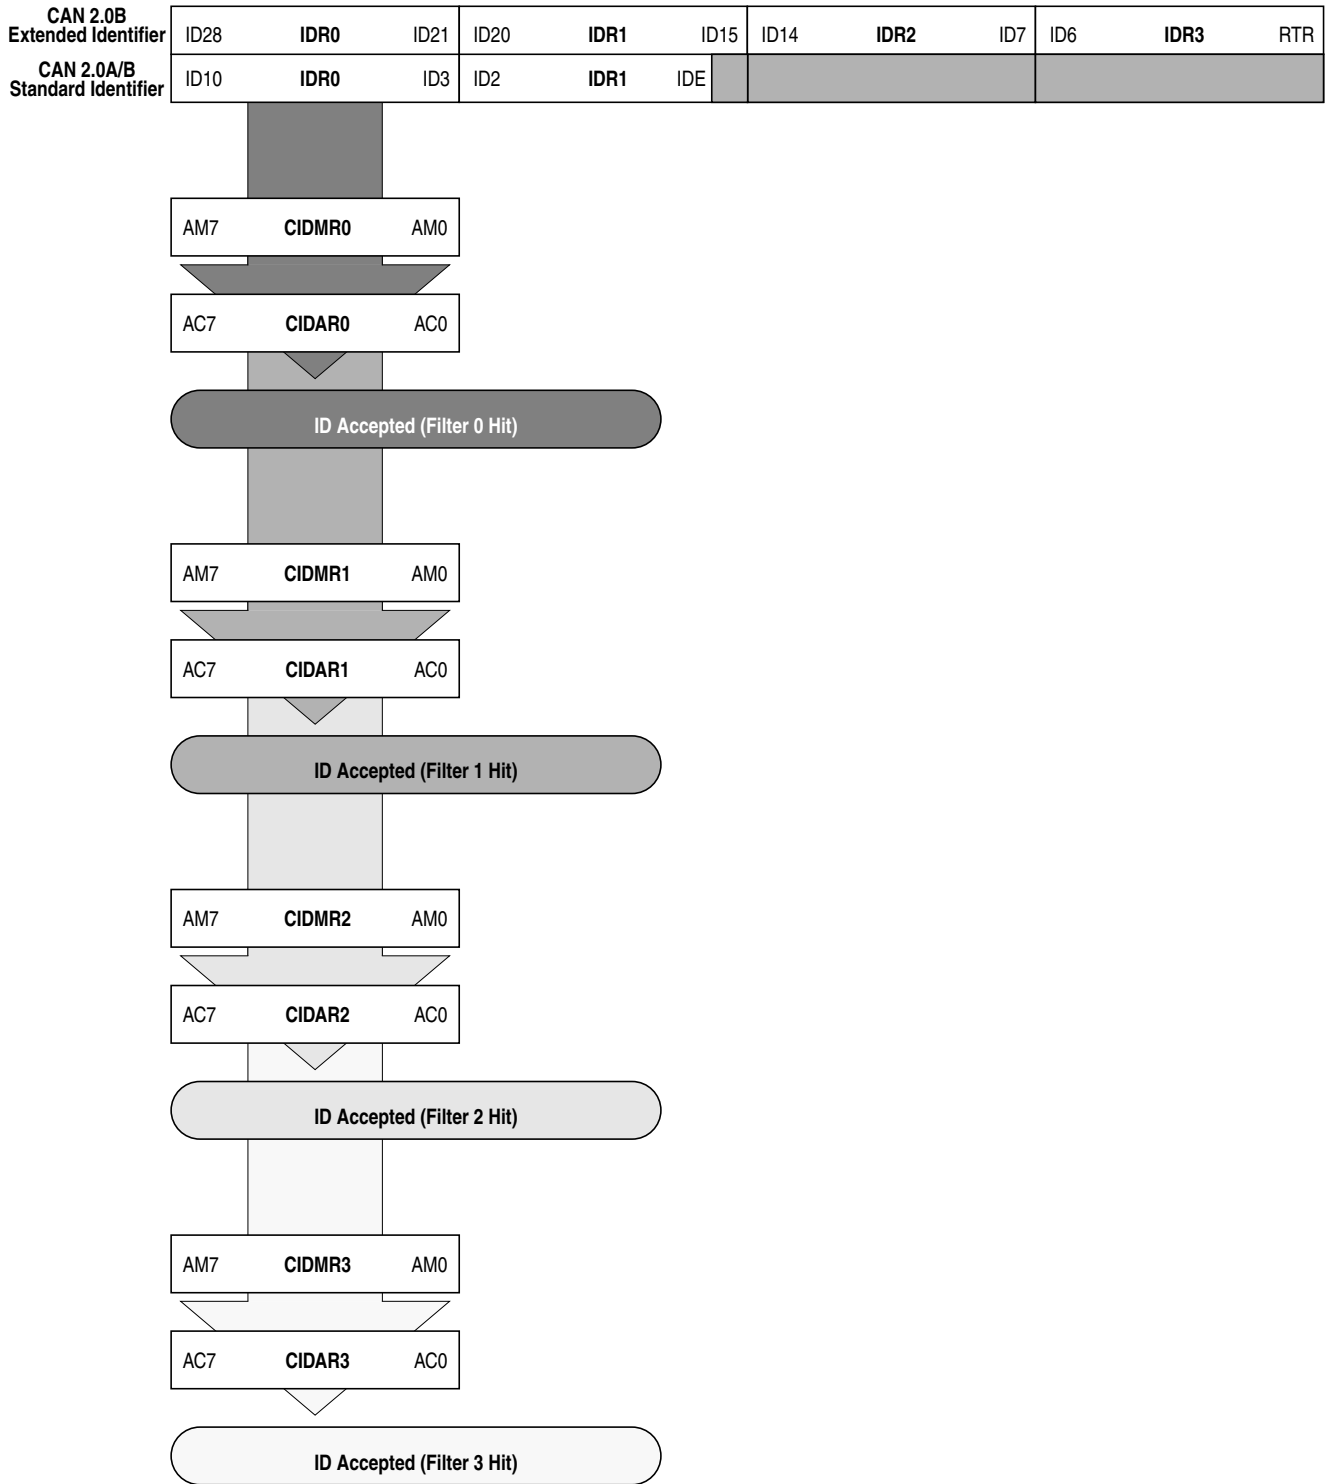 CAN 2.0B
Extended Identifier ID28 IDR0 ID21 ID20 IDR1 ID15 ID14 IDR2 ID7 ID6 IDR3 RTR
CAN 2.0A/B
Standard Identifier ID10 IDR0 ID3 ID2 IDR1 IDE
AM7 CIDMR0 AM0
AC7 CIDAR0 AC0
ID Accepted (Filter 0 Hit)
AM7 CIDMR1 AM0
AC7 CIDAR1 AC0
ID Accepted (Filter 1 Hit)
AM7 CIDMR2 AM0
AC7 CIDAR2 AC0
ID Accepted (Filter 2 Hit)
AM7 CIDMR3 AM0
AC7 CIDAR3 AC0
ID Accepted (Filter 3 Hit)